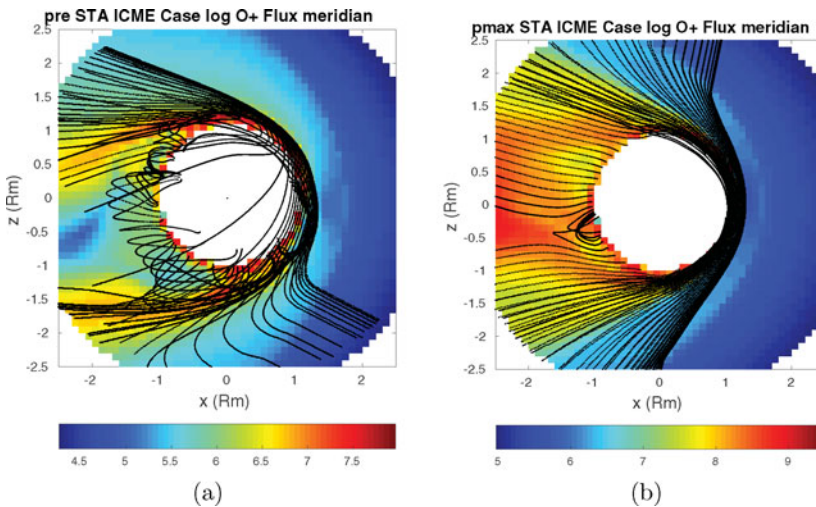 pre STA ICME Case log O+ Flux meridian
2.5
2
1.5
1
0.5
0
-0.5
-1
-1.5
-2
-2.5
z (Rm)
-2 -1 0 1 2
x (Rm)
4.5 5 5.5 6 6.5 7 7.5
(a)
pmax STA ICME Case log O+ Flux meridian
2.5
2
1.5
1
0.5
0
-0.5
-1
-1.5
-2
-2.5
z (Rm)
-2 -1 0 1 2
x (Rm)
5 6 7 8 9
(b)